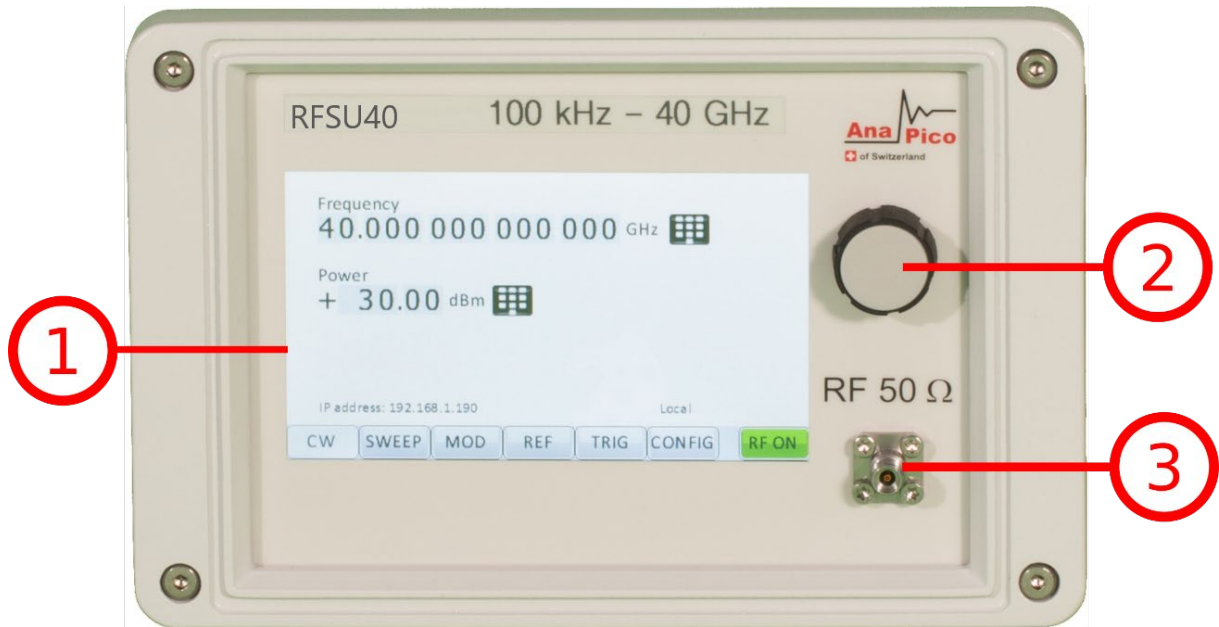 RFSU40 100 kHz – 40 GHz
Ana Pico
of Switzerland
Frequency
40.000 000 000 000 GHz
Power
+ 30.00 dBm
IP address: 192.168.1.190 Local
CW SWEEP MOD REF TRIG CONFIG RF ON
RF 50 Ω
1
2
3